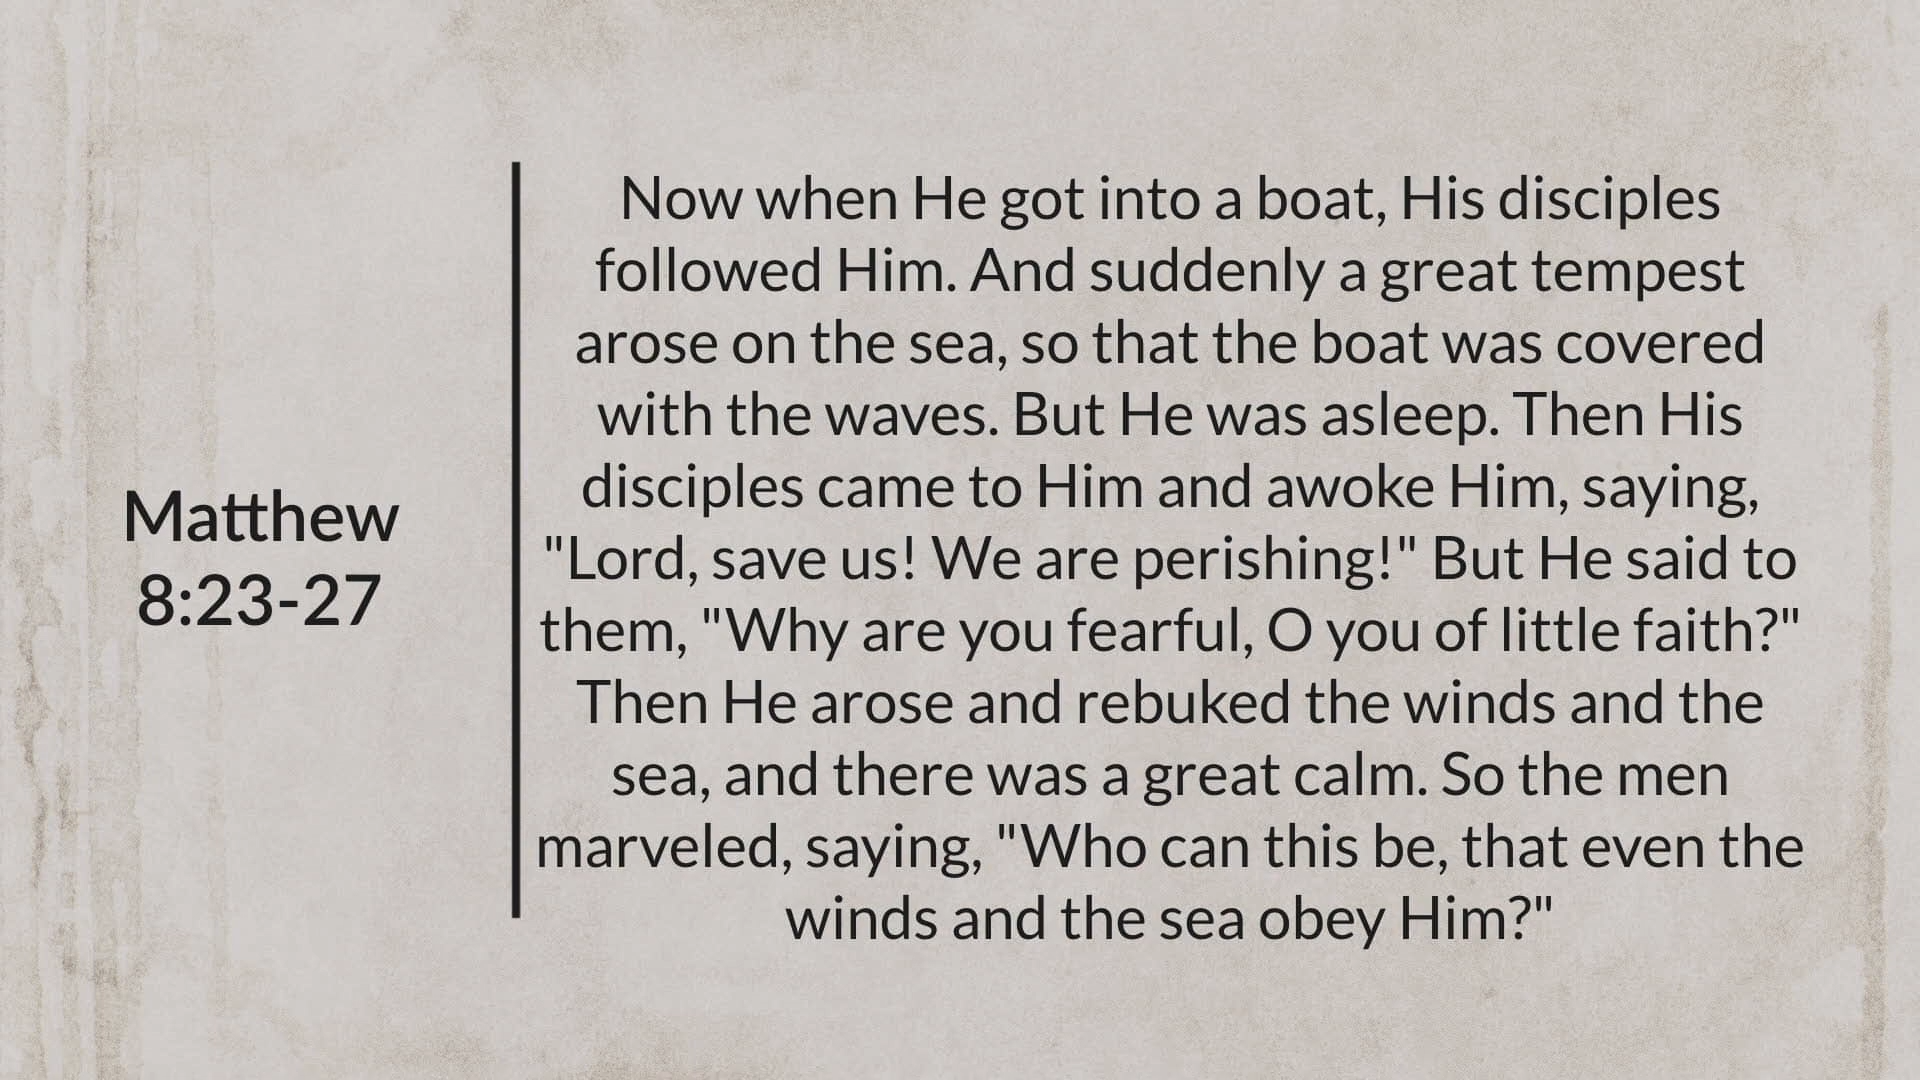 Matthew
8:23-27
Now when He got into a boat, His disciples
followed Him. And suddenly a great tempest
arose on the sea, so that the boat was covered
with the waves. But He was asleep. Then His
disciples came to Him and awoke Him, saying,
"Lord, save us! We are perishing!" But He said to
them, "Why are you fearful, O you of little faith?"
Then He arose and rebuked the winds and the
sea, and there was a great calm. So the men
marveled, saying, "Who can this be, that even the
winds and the sea obey Him?"